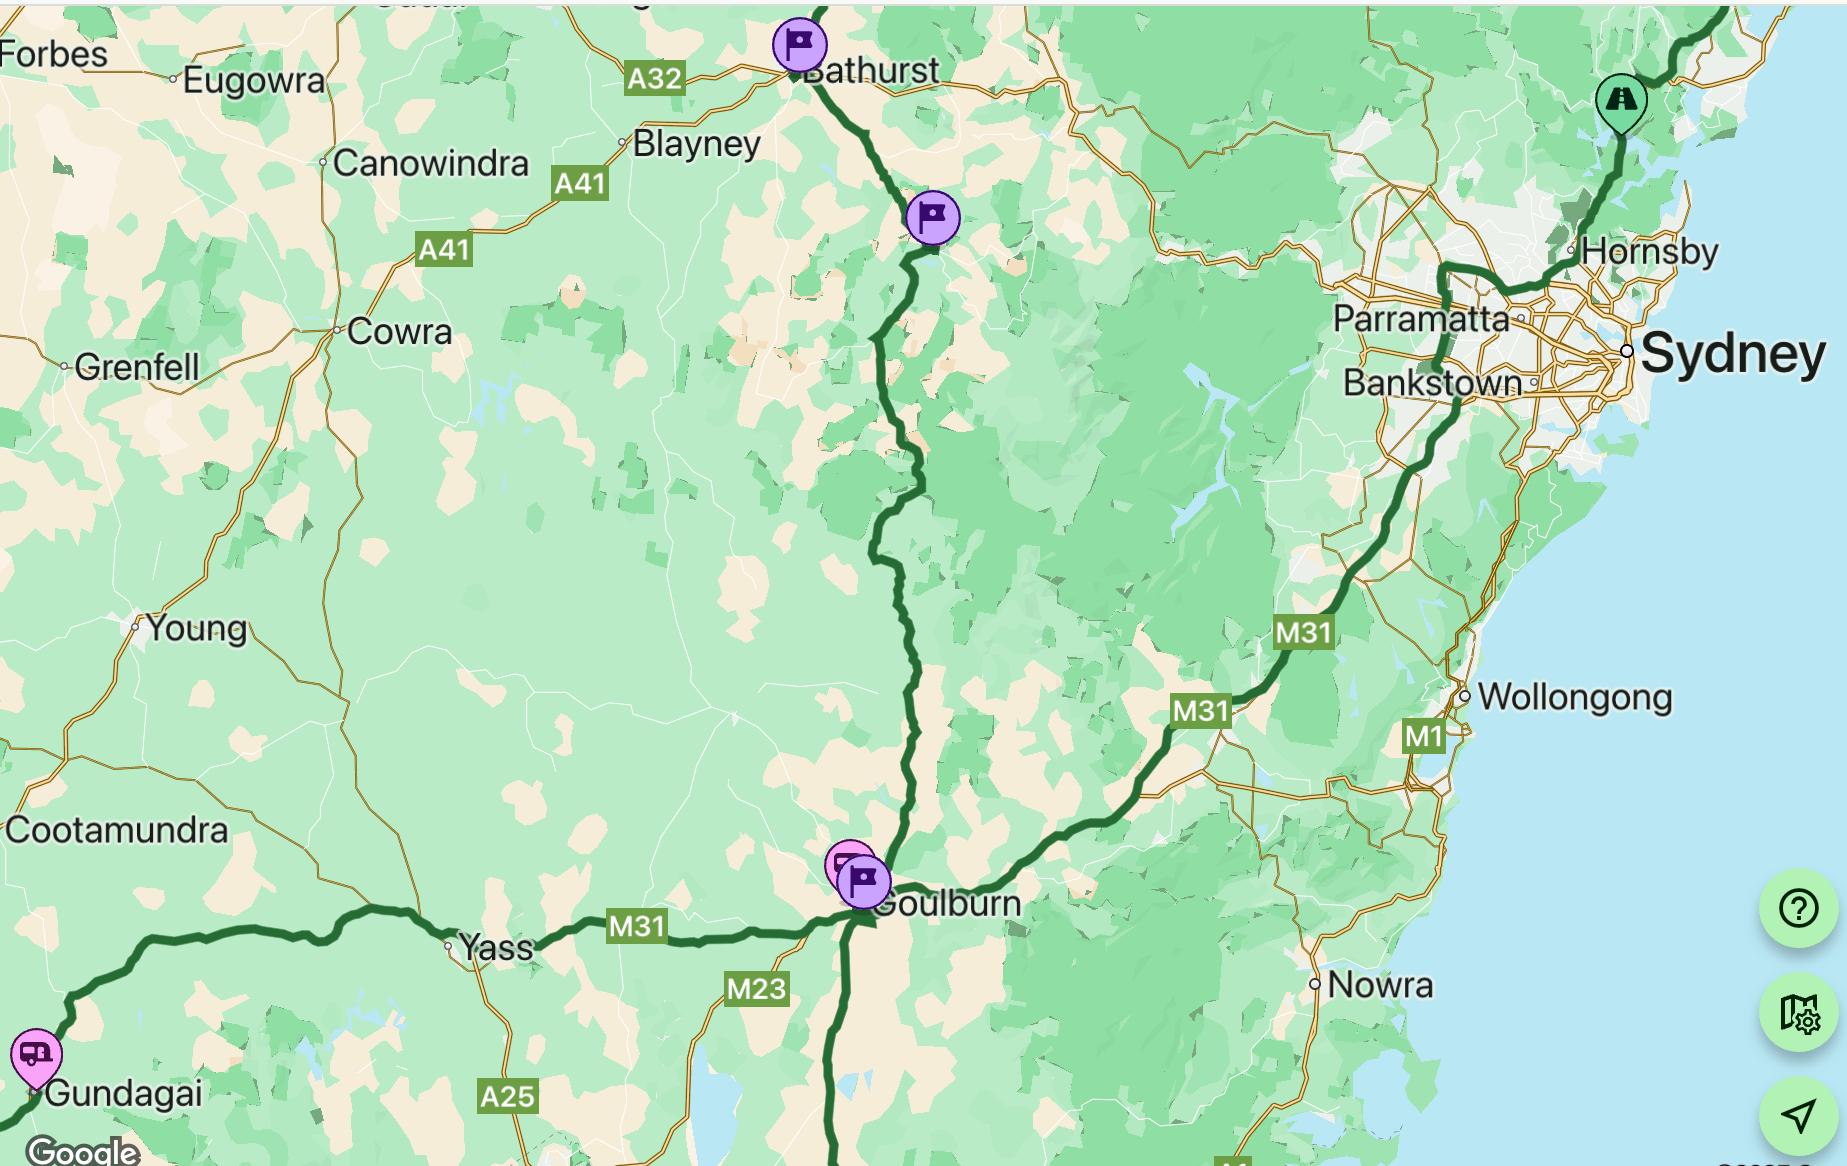 Forbes
Eugowra
A32
Bathurst
Blayney
Canowindra
A41
A41
Hornsby
Cowra
Parramatta
Sydney
Grenfell
Bankstown
Young
M31
Wollongong
M31
M1
Cootamundra
Goulburn
M31
Yass
M23
Nowra
Gundagai
A25
Google